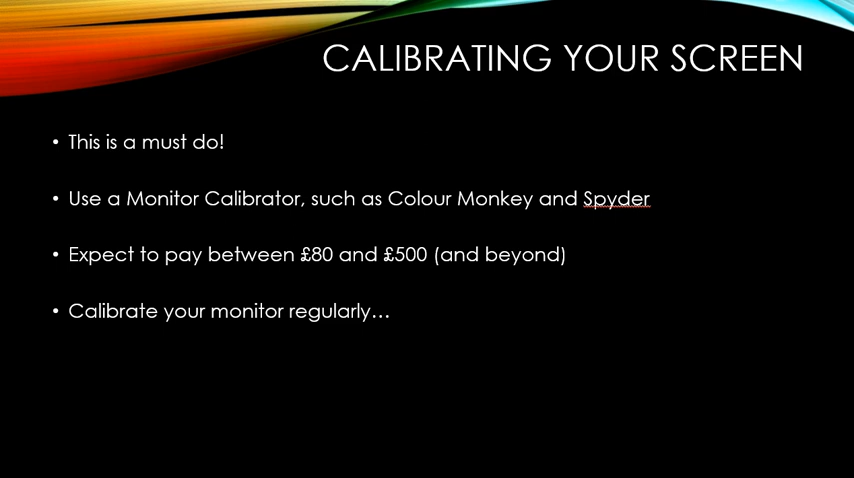 CALIBRATING YOUR SCREEN
• This is a must do!
• Use a Monitor Calibrator, such as Colour Monkey and Spyder
• Expect to pay between £80 and £500 (and beyond)
• Calibrate your monitor regularly…